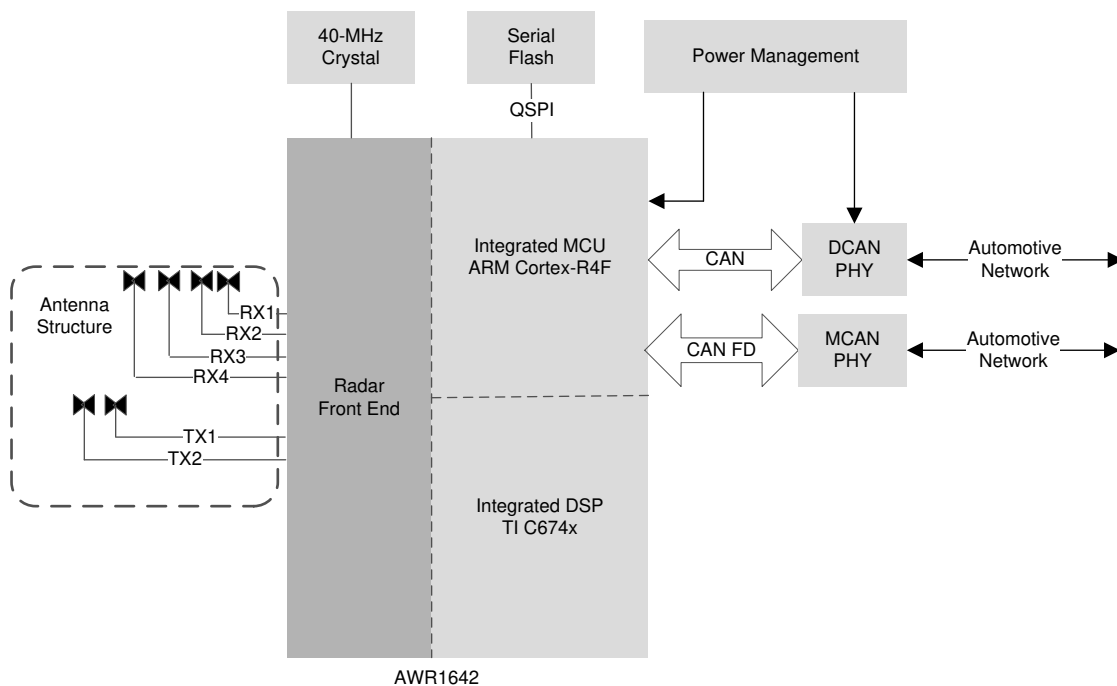 40-MHz
Crystal
Serial
Flash
Power Management
QSPI
Integrated MCU
ARM Cortex-R4F
CAN
DCAN
PHY
Automotive
Network
Antenna
Structure
RX1
RX2
RX3
RX4
CAN FD
MCAN
PHY
Automotive
Network
Radar
Front End
TX1
TX2
Integrated DSP
TI C674x
AWR1642